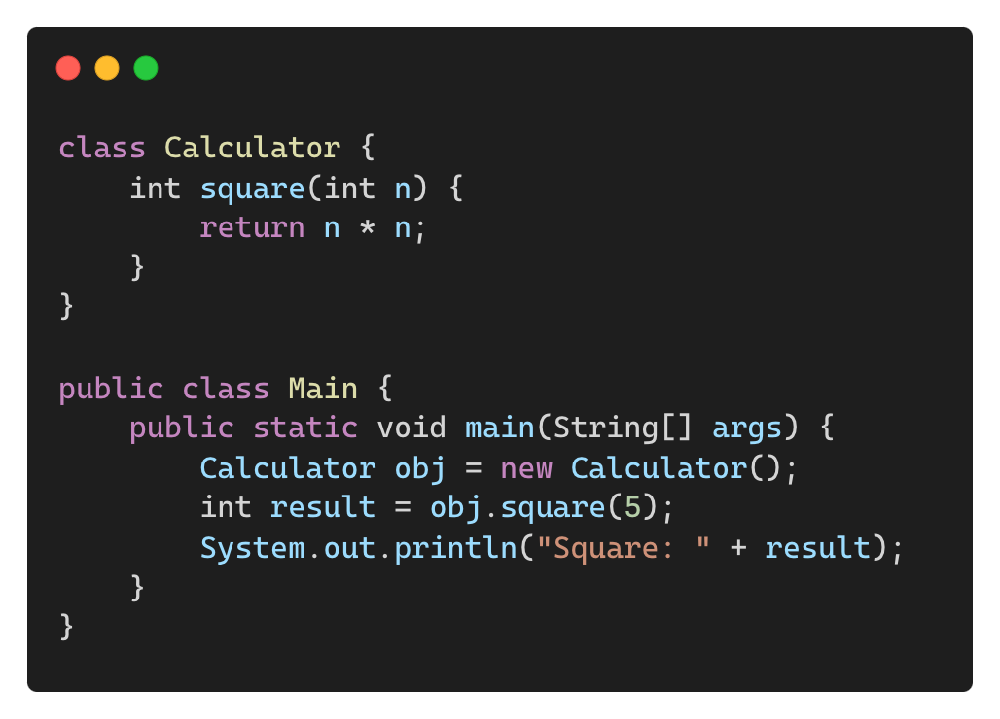 class Calculator {
    int square(int n) {
        return n * n;
    }
}

public class Main {
    public static void main(String[] args) {
        Calculator obj = new Calculator();
        int result = obj.square(5);
        System.out.println("Square: " + result);
    }
}